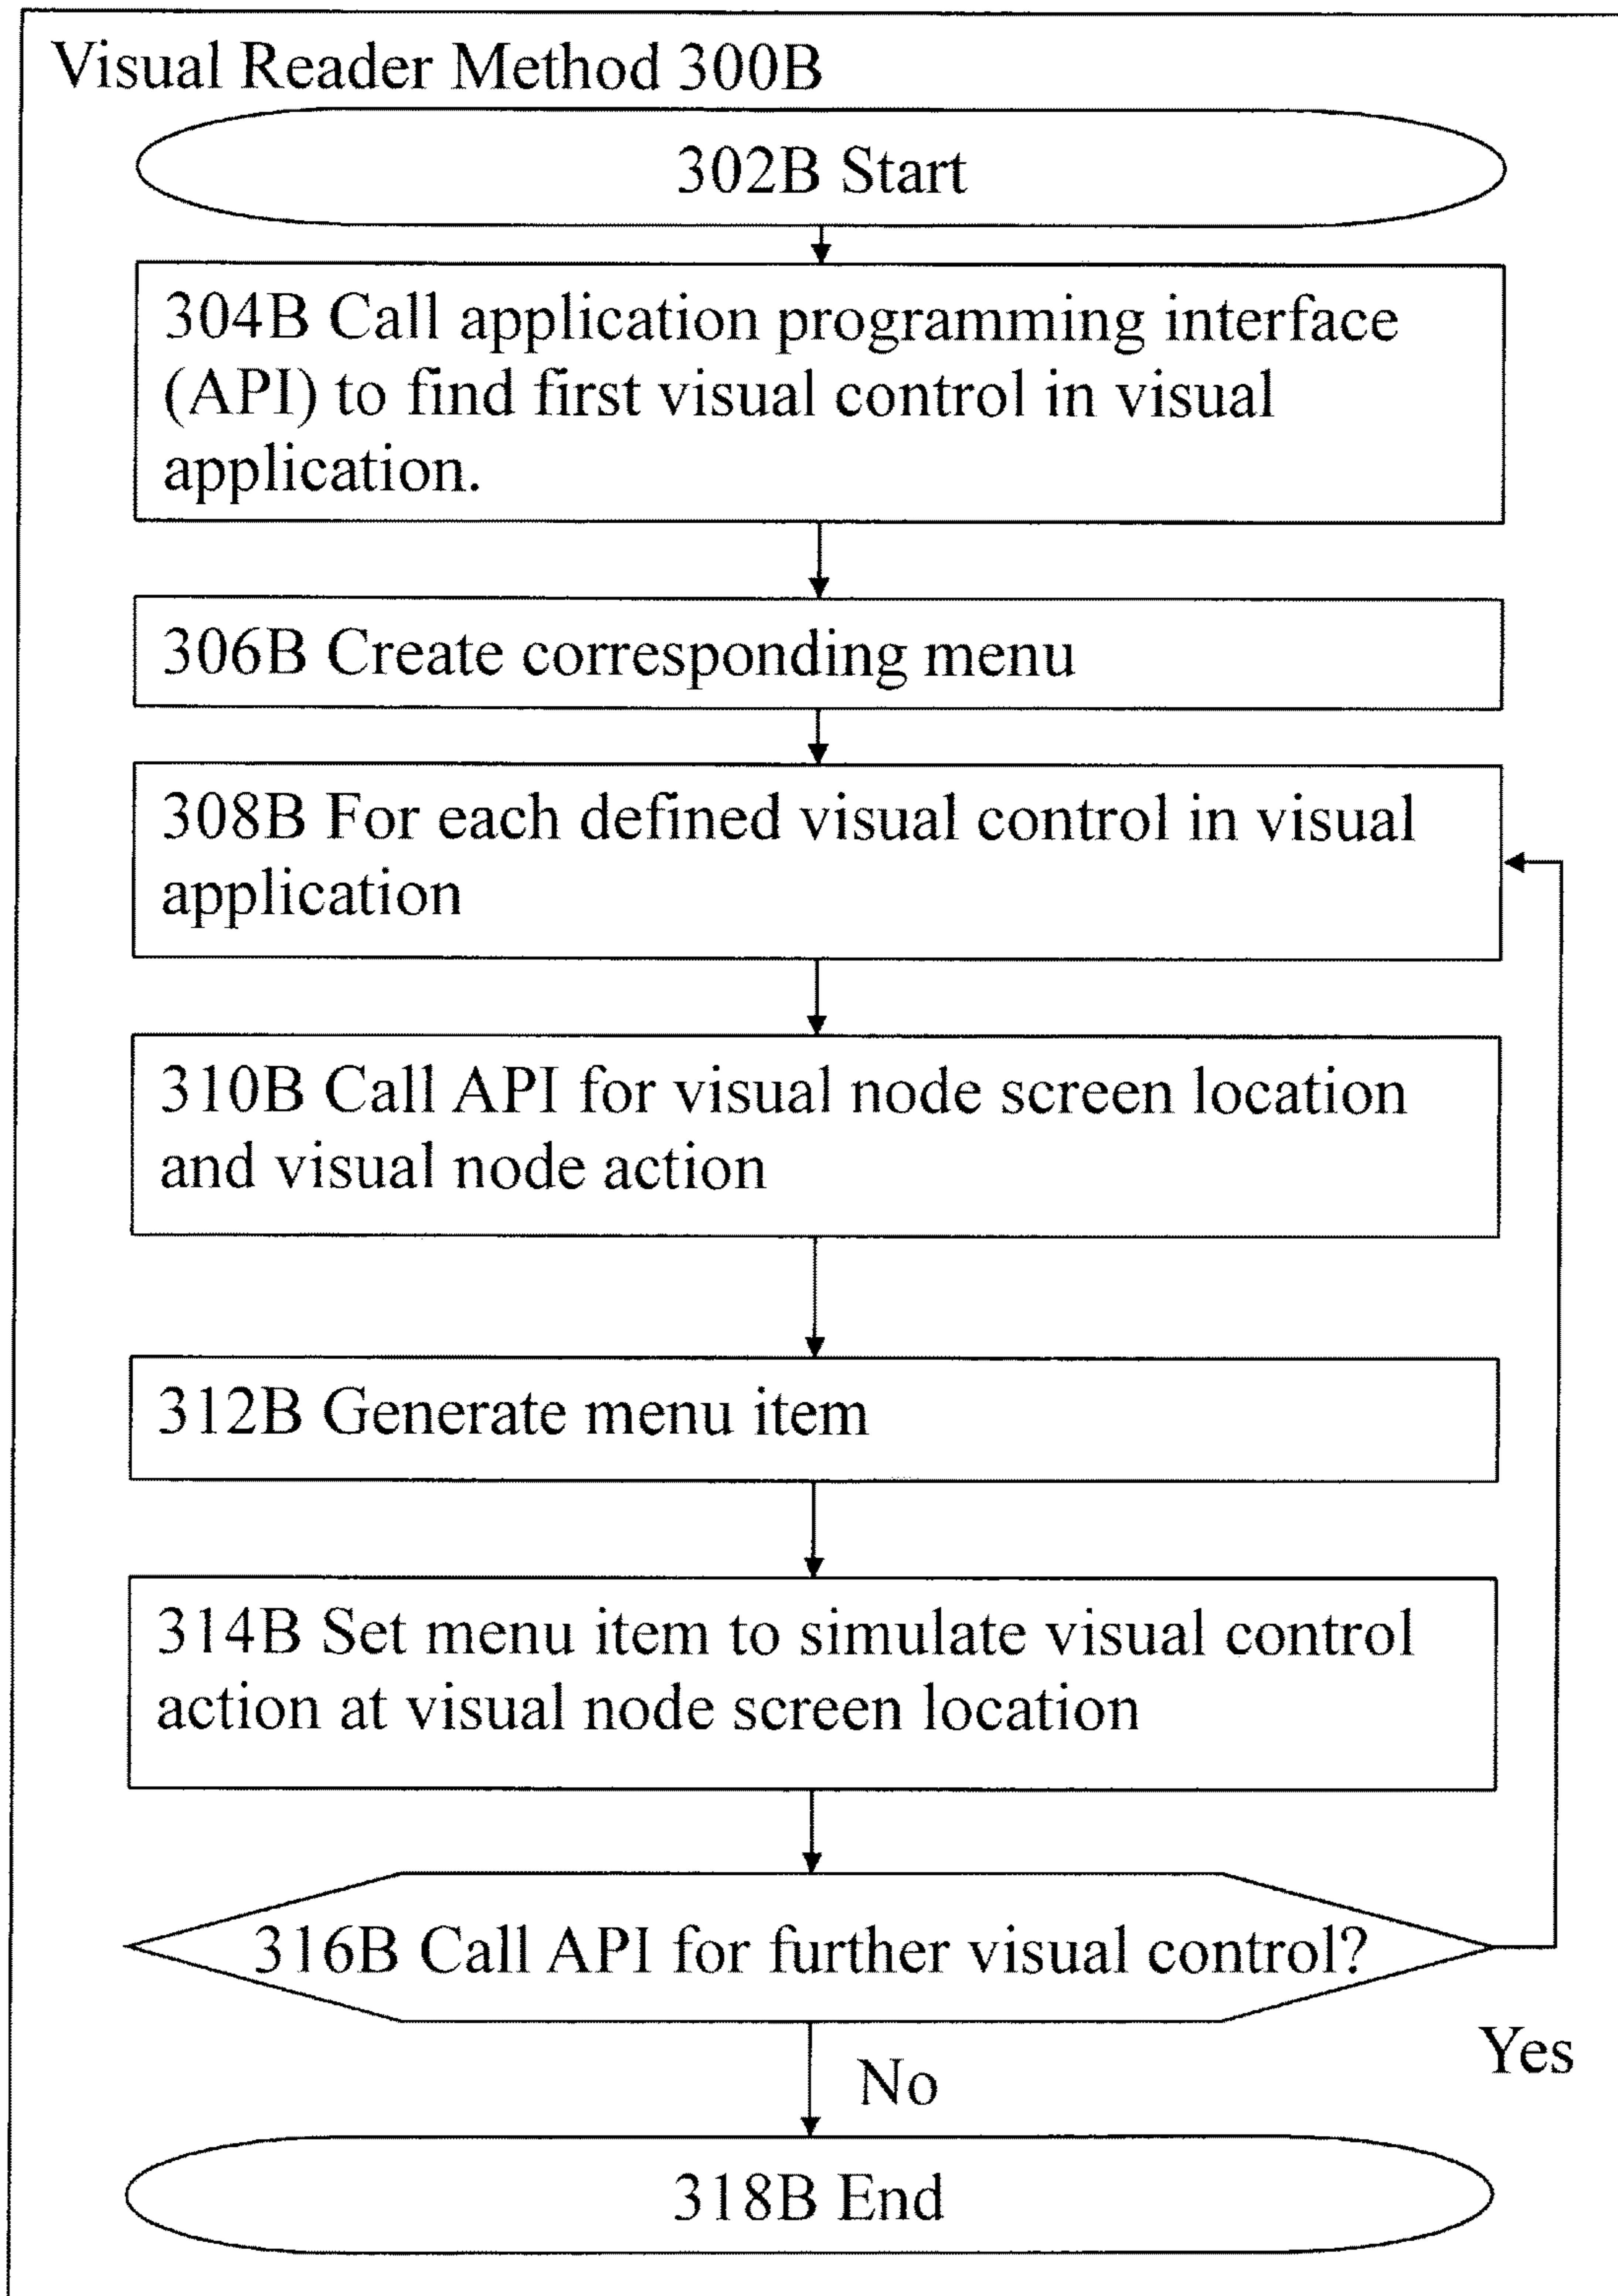 Visual Reader Method 300B
302B Start
304B Call application programming interface
(API) to find first visual control in visual
application.
306B Create corresponding menu
308B For each defined visual control in visual
application
310B Call API for visual node screen location
and visual node action
312B Generate menu item
314B Set menu item to simulate visual control
action at visual node screen location
316B Call API for further visual control?
Yes
No
318B End